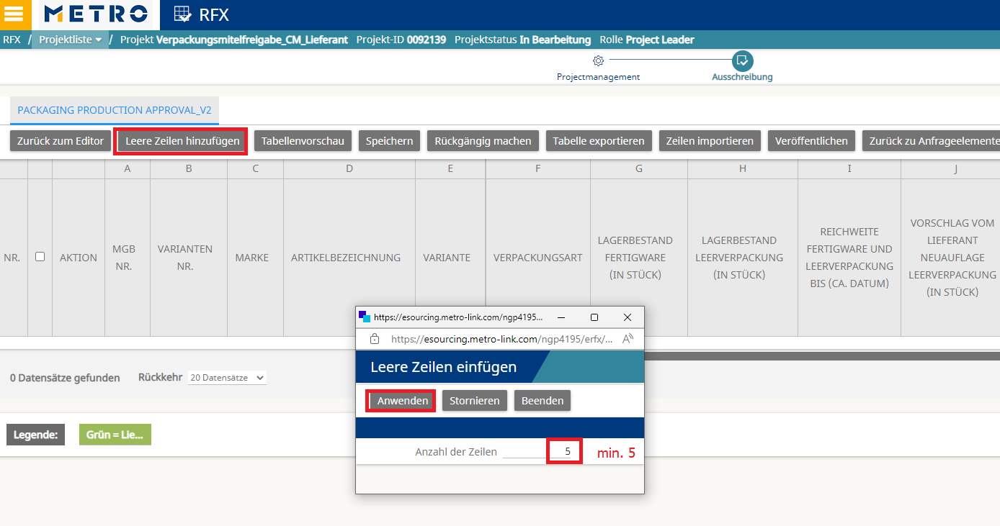 METRO RFX
RFX / Projektliste / Projekt Verpackungsmitelfreigabe_CM_Lieferant Projekt-ID 0092139 Projektstatus In Bearbeitung Rolle Project Leader
Projectmanagement Ausschreibung
PACKAGING PRODUCTION APPROVAL_V2
Zurück zum Editor Leere Zeilen hinzufügen Tabellenvorschau Speichern Rückgängig machen Tabelle exportieren Zeilen importieren Veröffentlichen Zurück zu Anfrageelemente
A B C D E F G H I J
NR.
AKTION
MGB
NR.
VARIANTEN
NR.
MARKE
ARTIKELBEZEICHNUNG
VARIANTE
VERPACKUNGSART
LAGERBESTAND
FERTIGWARE
(IN STÜCK)
LAGERBESTAND
LEERVERPACKUNG
(IN STÜCK)
REICHWEITE
FERTIGWARE UND
LEERVERPACKUNG
BIS (CA. DATUM)
VORSCHLAG VOM
LIEFERANT
NEUAUFLAGE
LEERVERPACKUNG
(IN STÜCK)
https://esourcing.metro-link.com/ngp4195...
https://esourcing.metro-link.com/ngp4195/erfx/...
Leere Zeilen einfügen
Anwenden Stornieren Beenden
Anzahl der Zeilen 5 min. 5
0 Datensätze gefunden Rückkehr 20 Datensätze
Legende: Grün = Lie...